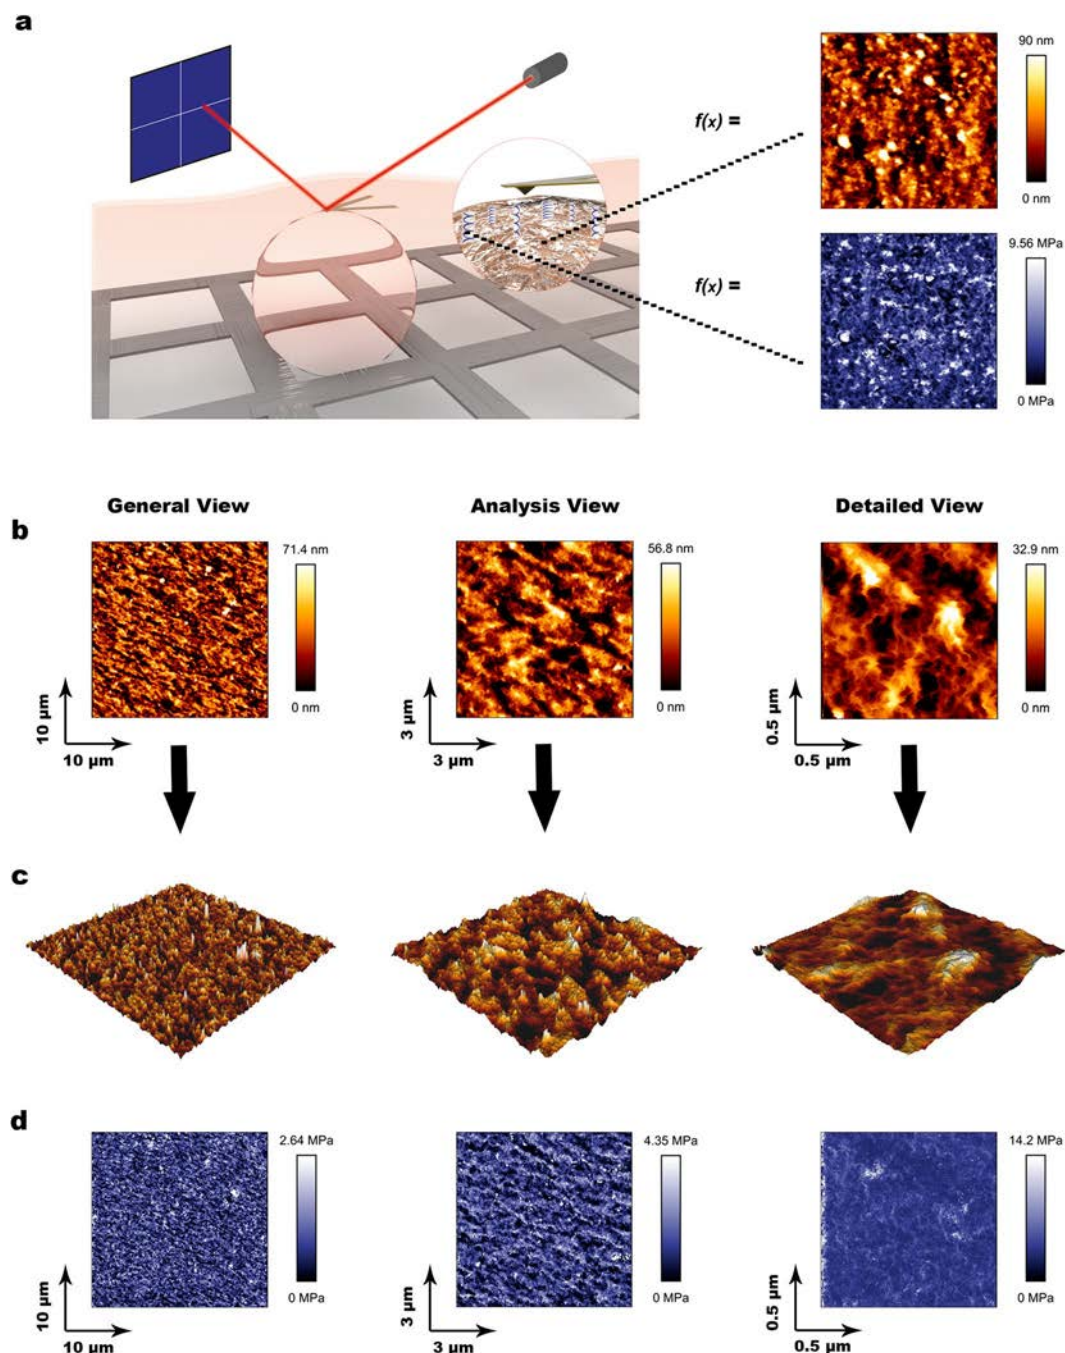 a
90 nm
f(x) =
0 nm
9.56 MPa
f(x) =
0 MPa
General View
Analysis View
Detailed View
b
71.4 nm
56.8 nm
32.9 nm
0 nm
0 nm
0 nm
10 µm
3 µm
0.5 µm
10 µm
3 µm
0.5 µm
c
d
2.64 MPa
4.35 MPa
14.2 MPa
0 MPa
0 MPa
0 MPa
10 µm
3 µm
0.5 µm
10 µm
3 µm
0.5 µm